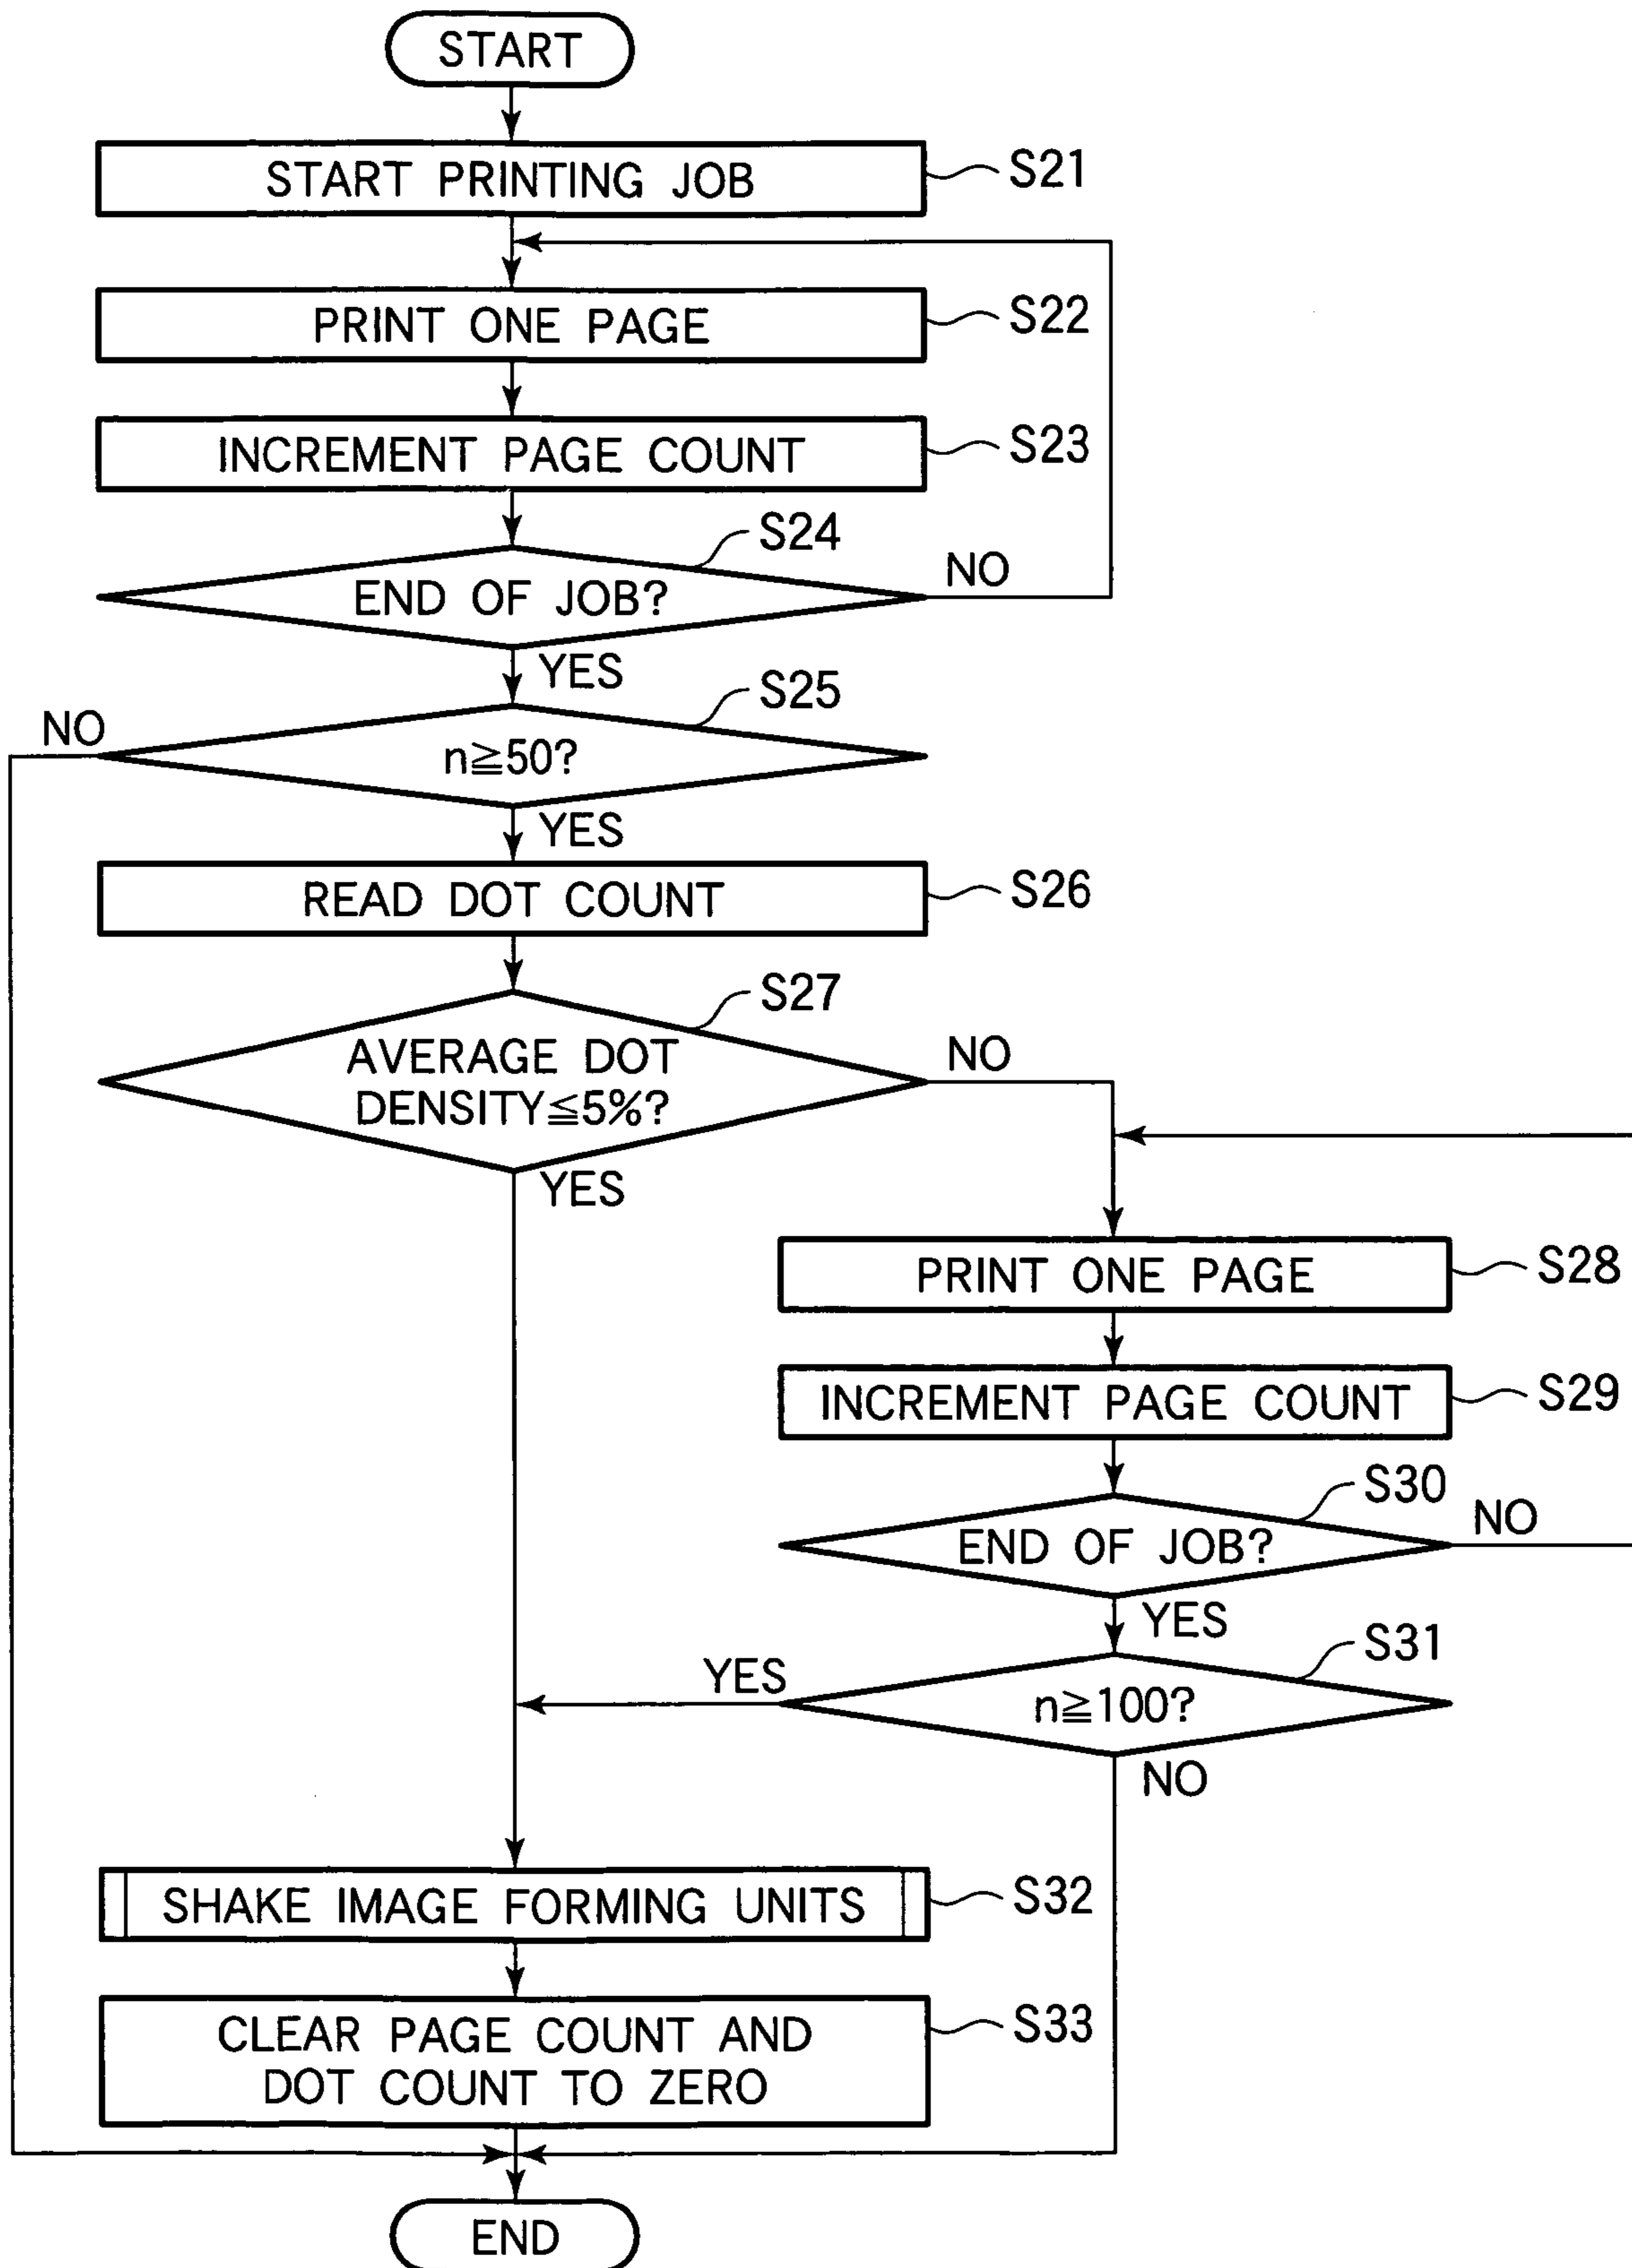 START
START PRINTING JOB
S21
PRINT ONE PAGE
S22
INCREMENT PAGE COUNT
S23
S24
END OF JOB?
NO
YES
S25
NO
n≧50?
YES
READ DOT COUNT
S26
S27
AVERAGE DOT
DENSITY≦5%?
NO
YES
PRINT ONE PAGE
S28
INCREMENT PAGE COUNT
S29
S30
END OF JOB?
NO
YES
S31
YES
n≧100?
NO
SHAKE IMAGE FORMING UNITS
S32
CLEAR PAGE COUNT AND
DOT COUNT TO ZERO
S33
END